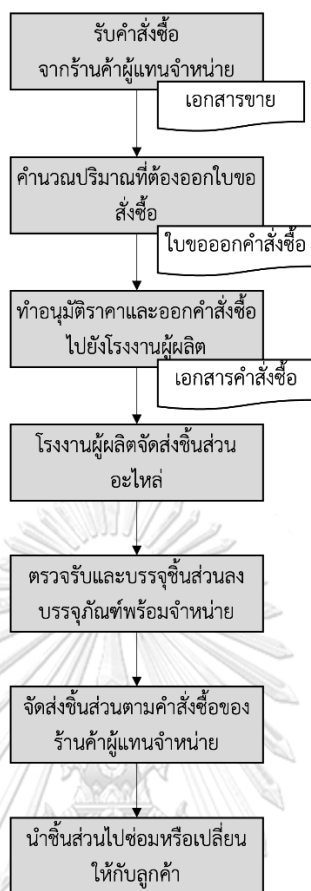 รับคำสั่งซื้อ
จากร้านค้าผู้แทนจำหน่าย
เอกสารขาย
คำนวณปริมาณที่ต้องออกใบขอ
สั่งซื้อ
ใบขอออกคำสั่งซื้อ
ทำอนุมัติราคาและออกคำสั่งซื้อ
ไปยังโรงงานผู้ผลิต
เอกสารคำสั่งซื้อ
โรงงานผู้ผลิตจัดส่งชิ้นส่วน
อะไหล่
ตรวจรับและบรรจุชิ้นส่วนลง
บรรจุภัณฑ์พร้อมจำหน่าย
จัดส่งชิ้นส่วนตามคำสั่งซื้อของ
ร้านค้าผู้แทนจำหน่าย
นำชิ้นส่วนไปซ่อมหรือเปลี่ยน
ให้กับลูกค้า